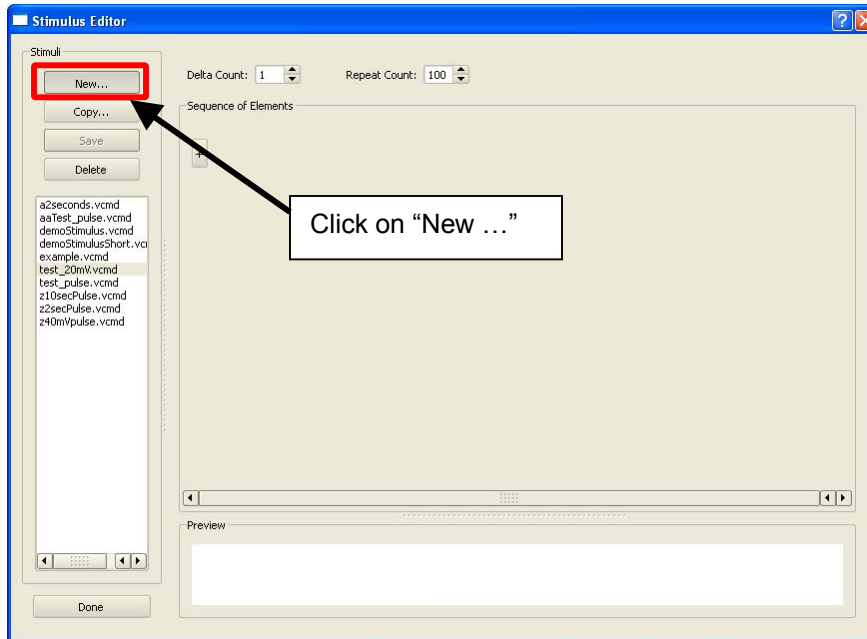 Stimulus Editor
Stimuli
New...
Copy...
Save
Delete
a2seconds.vcmd
aaTest_pulse.vcmd
demoStimulus.vcmd
demoStimulusShort.vc
example.vcmd
test_20mV.vcmd
test_pulse.vcmd
z10secPulse.vcmd
z2secPulse.vcmd
z40mVpulse.vcmd
Done
Delta Count: 1 Repeat Count: 100
Sequence of Elements
+
Click on “New …”
Preview